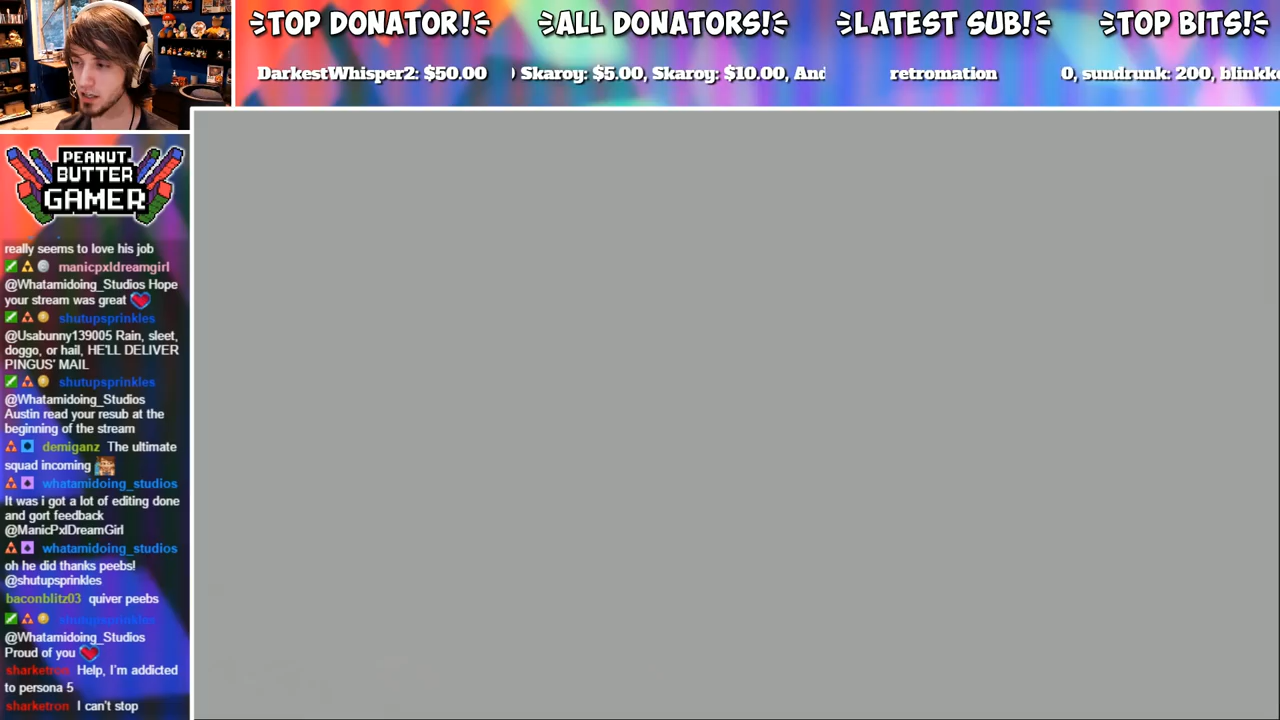 TOP DONATOR!
ALL DONATORS!
LATEST SUB!
TOP BITS!
DarkestWhisper2: $50.00
) Skaroy: $5.00, Skaroy: $10.00, And
retromation
0, sundrunk: 200, blinkk
PEANUT
BUTTER
GAMER
really seems to love his job
manicpxldreamgirl
@Whatamidoing_Studios Hope
your stream was great
shutupsprinkles
@Usabunny139005 Rain, sleet,
doggo, or hail, HE'LL DELIVER
PINGUS' MAIL
shutupsprinkles
@Whatamidoing_Studios
Austin read your resub at the
beginning of the stream
demiganz The ultimate
squad incoming
whatamidoing_studios
It was i got a lot of editing done
and gort feedback
@ManicPxlDreamGirl
whatamidoing_studios
oh he did thanks peebs!
@shutupsprinkles
baconblitz03 quiver peebs
shutupsprinkles
@Whatamidoing_Studios
Proud of you
sharketron Help, I'm addicted
to persona 5
sharketron I can't stop